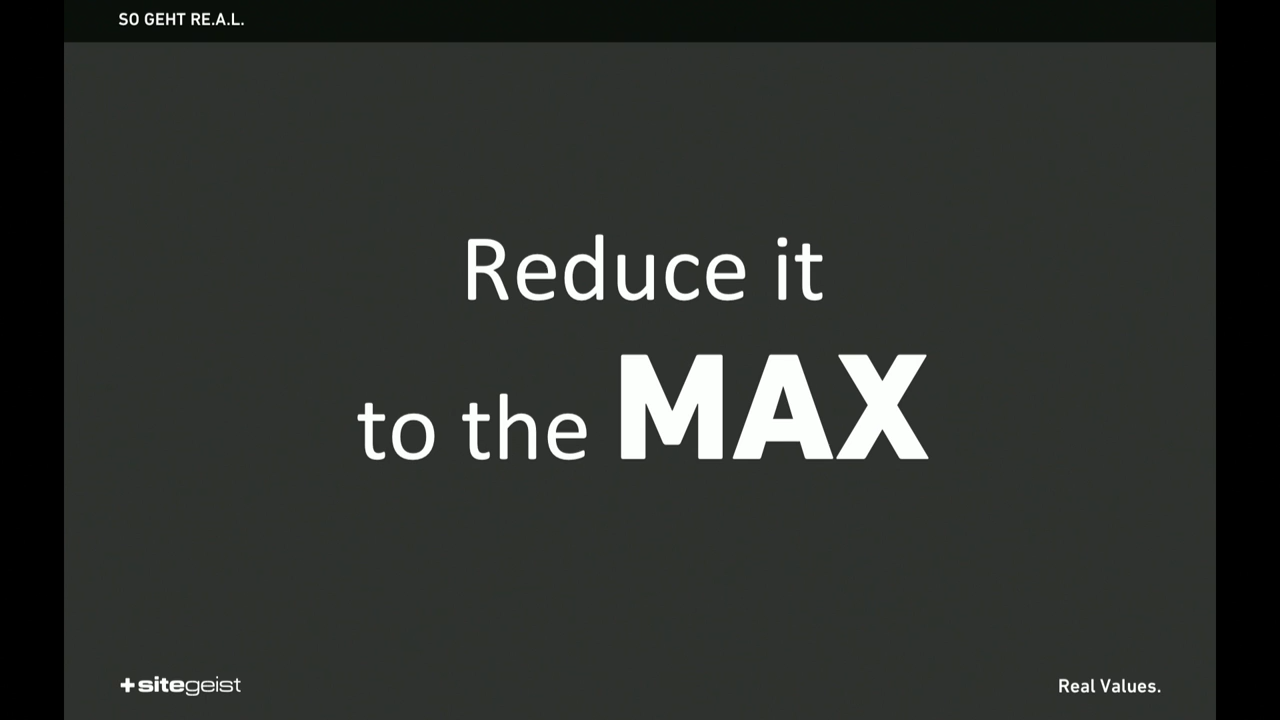 SO GEHT RE.A.L.
Reduce it
to the MAX
+sitegeist
Real Values.